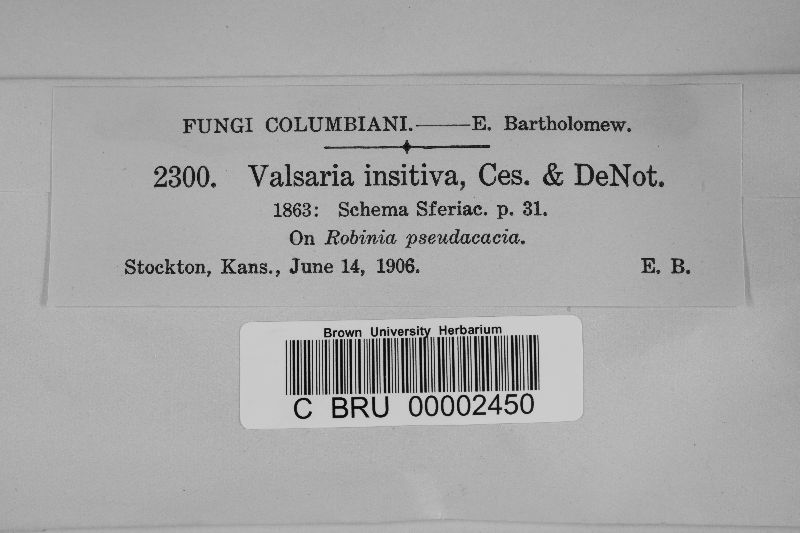 FUNGI COLUMBIANI.——E. Bartholomew.
2300. Valsaria insitiva, Ces. & DeNot.
1863: Schema Sferiac. p. 31.
On Robinia pseudacacia.
Stockton, Kans., June 14, 1906. E. B.
Brown University Herbarium
C BRU 00002450